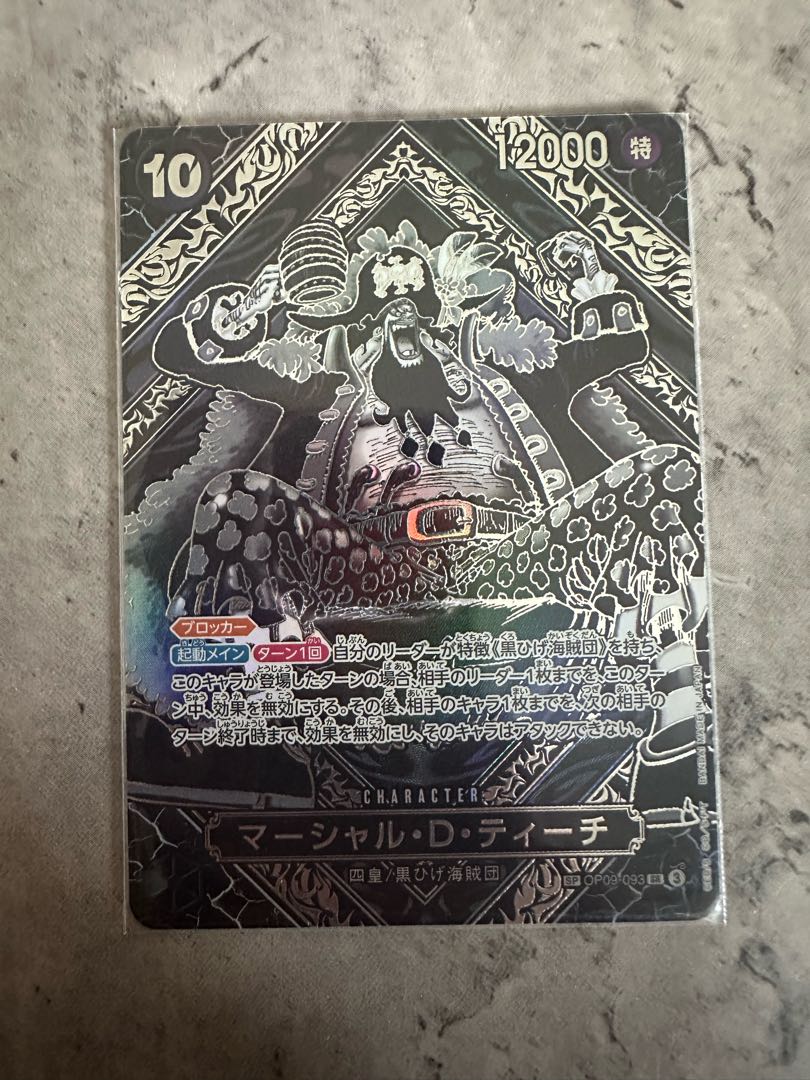 10
12000 特
ブロッカー
起動メイン ターン1回 自分のリーダーが特徴《黒ひげ海賊団》を持ち、
このキャラが登場したターンの場合、相手のリーダー1枚までを、このター
ン中、効果を無効にする。その後、相手のキャラ1枚までを、次の相手の
ターン終了時まで、効果を無効にし、そのキャラはアタックできない。
BANDAI MADE IN JAPAN
CHARACTER
マーシャル・D・ティーチ
四皇/黒ひげ海賊団
SP OP09-093 3